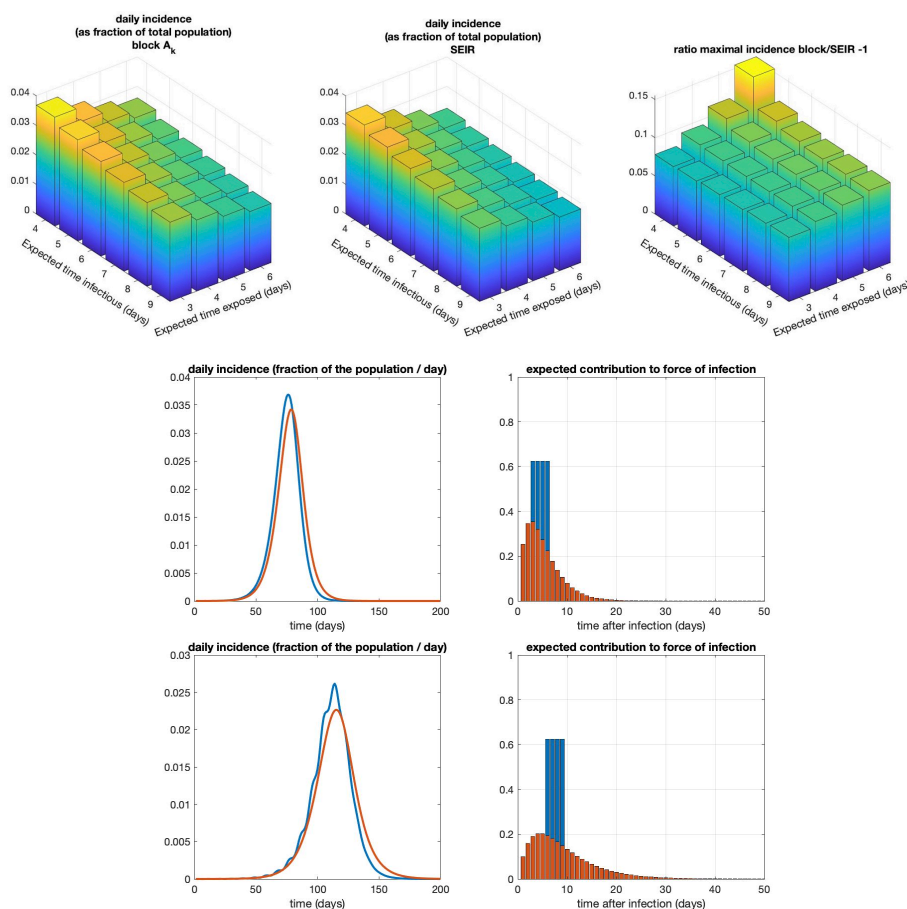 daily incidence
(as fraction of total population)
block A_k
0.04
0.03
0.02
0.01
0
4
5
6
7
8
9
Expected time infectious (days)
3
4
5
6
Expected time exposed (days)
daily incidence
(as fraction of total population)
SEIR
0.04
0.03
0.02
0.01
0
4
5
6
7
8
9
Expected time infectious (days)
3
4
5
6
Expected time exposed (days)
ratio maximal incidence block/SEIR -1
0.15
0.1
0.05
0
4
5
6
7
8
9
Expected time infectious (days)
3
4
5
6
Expected time exposed (days)
daily incidence (fraction of the population / day)
0.04
0.035
0.03
0.025
0.02
0.015
0.01
0.005
0
0 50 100 150 200
time (days)
expected contribution to force of infection
1
0.8
0.6
0.4
0.2
0
0 10 20 30 40 50
time after infection (days)
daily incidence (fraction of the population / day)
0.03
0.025
0.02
0.015
0.01
0.005
0
0 50 100 150 200
time (days)
expected contribution to force of infection
1
0.8
0.6
0.4
0.2
0
0 10 20 30 40 50
time after infection (days)